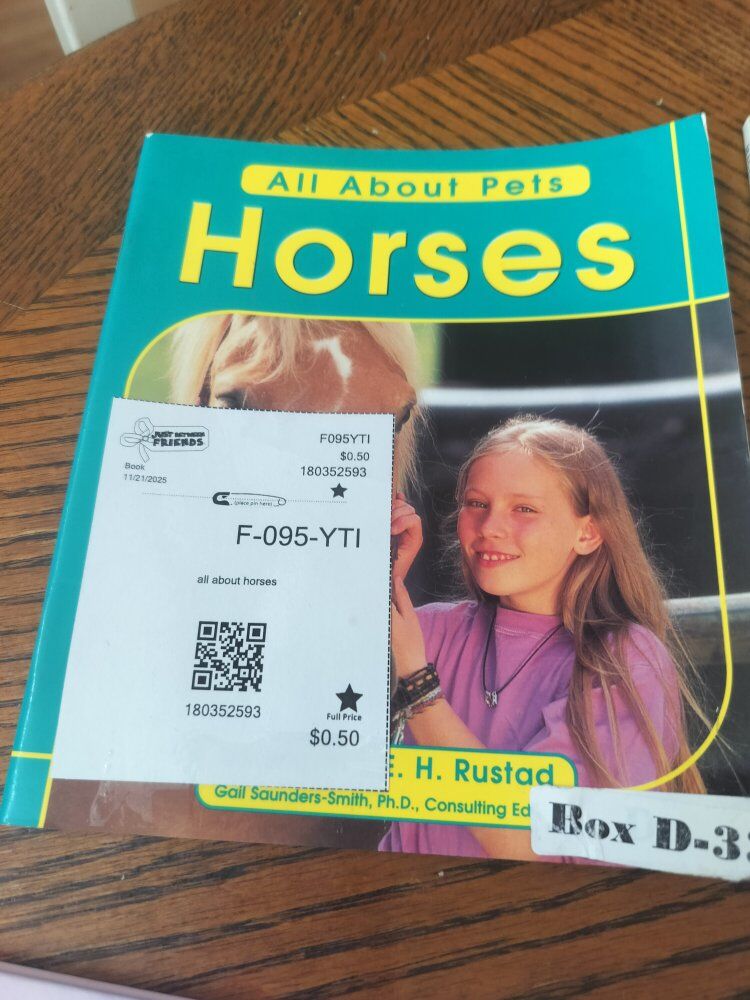 All About Pets
Horses
JUST BETWEEN
FRIENDS
Book
11/21/2025
F095YTI
$0.50
180352593
(place pin here)
F-095-YTI
all about horses
180352593
Full Price
$0.50
E. H. Rustad
Gail Saunders-Smith, Ph.D., Consulting Ed
Box D-33